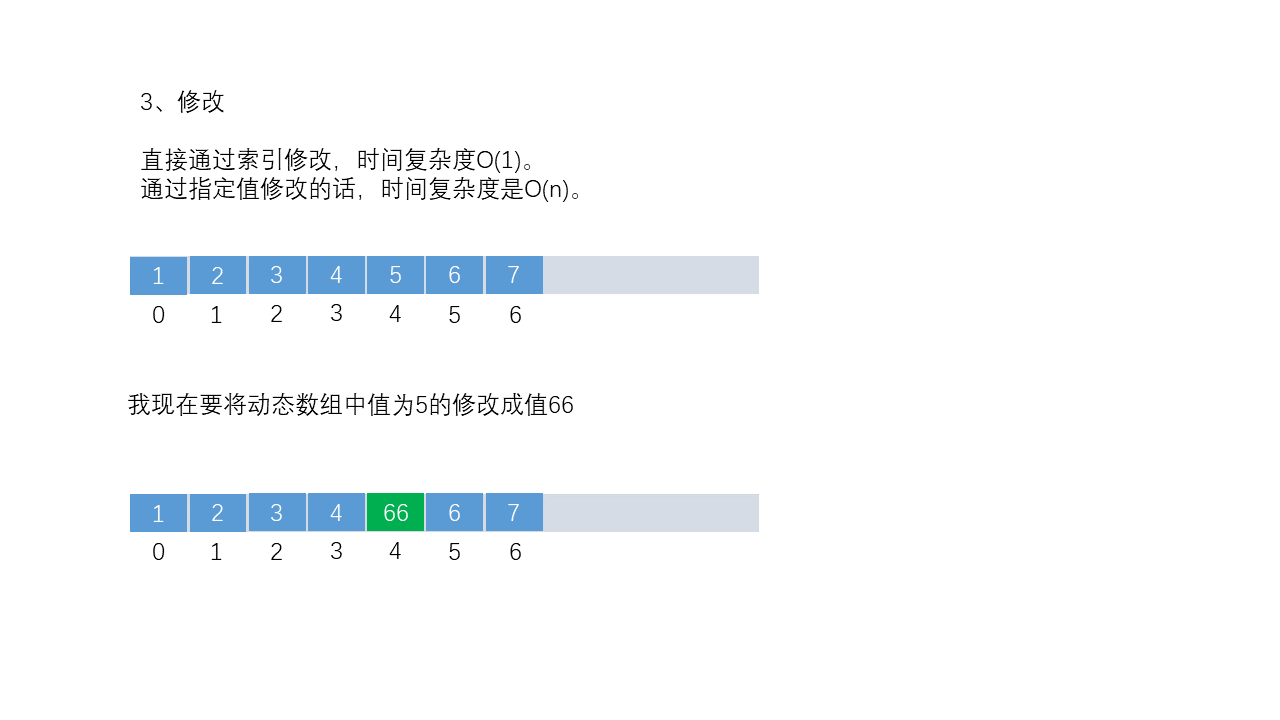 3、修改
直接通过索引修改，时间复杂度O(1)。
通过指定值修改的话，时间复杂度是O(n)。
1 2 3 4 5 6 7
0 1 2 3 4 5 6
我现在要将动态数组中值为5的修改成值66
1 2 3 4 66 6 7
0 1 2 3 4 5 6